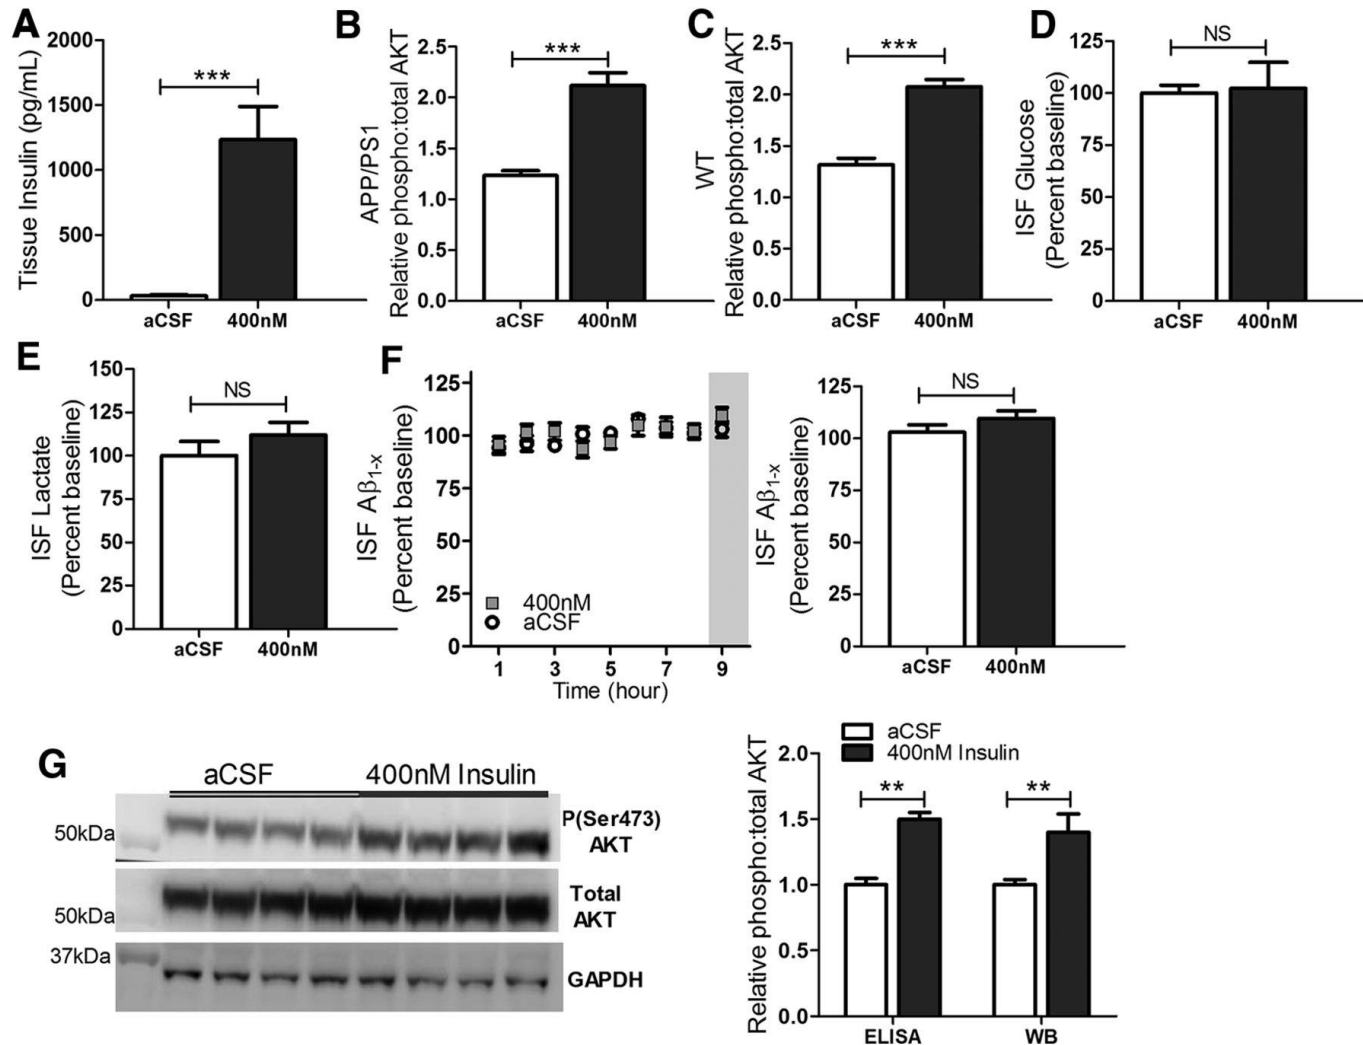 A
Tissue Insulin (pg/mL)
2000
1500
1000
500
0
***
aCSF
400nM
B
APP/PS1
Relative phospho:total AKT
2.5
2.0
1.5
1.0
0.5
0.0
***
aCSF
400nM
C
WT
Relative phospho:total AKT
2.5
2.0
1.5
1.0
0.5
0.0
***
aCSF
400nM
D
ISF Glucose
(Percent baseline)
125
100
75
50
25
0
NS
aCSF
400nM
E
ISF Lactate
(Percent baseline)
150
125
100
75
50
25
0
NS
aCSF
400nM
F
ISF Aβ1-x
(Percent baseline)
125
100
75
50
25
0
400nM
aCSF
1 3 5 7 9
Time (hour)
ISF Aβ1-x
(Percent baseline)
125
100
75
50
25
0
NS
aCSF
400nM
G
aCSF
400nM Insulin
50kDa
P(Ser473)
AKT
50kDa
Total
AKT
37kDa
GAPDH
aCSF
400nM Insulin
Relative phospho:total AKT
2.0
1.5
1.0
0.5
0.0
**
**
ELISA
WB